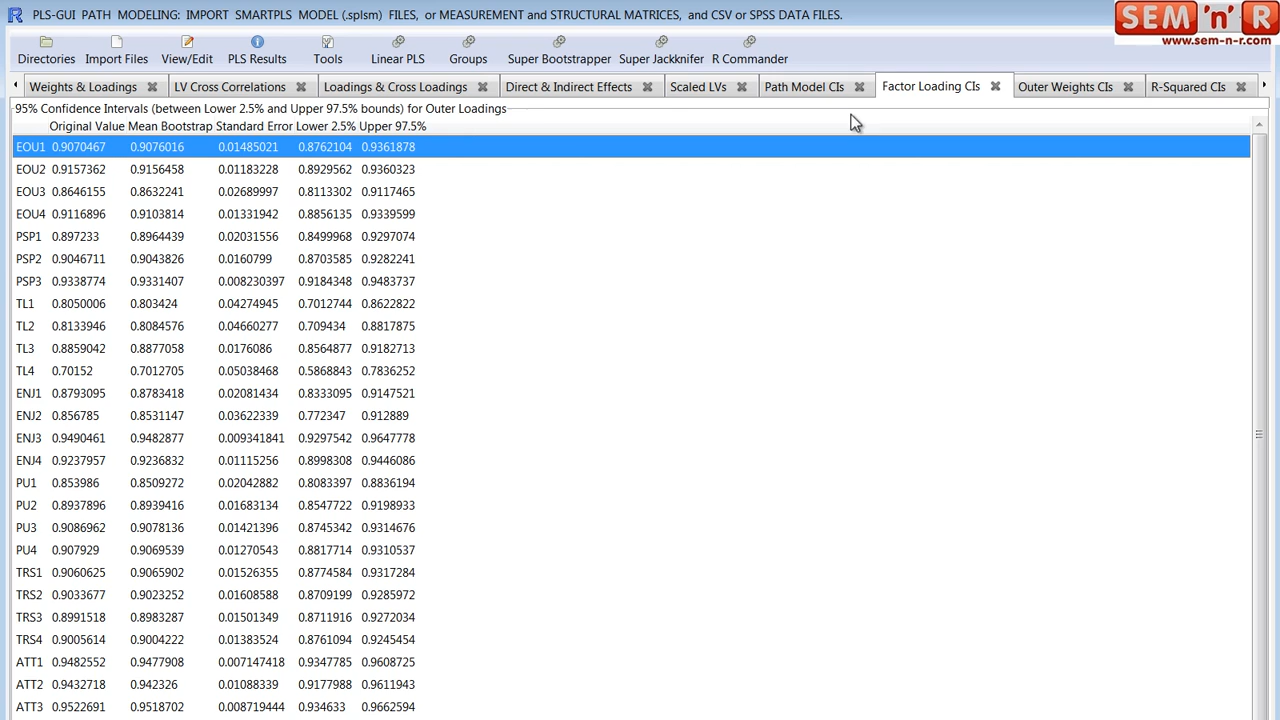 PLS-GUI PATH MODELING: IMPORT SMARTPLS MODEL (.splsm) FILES, or MEASUREMENT and STRUCTURAL MATRICES, and CSV or SPSS DATA FILES.
SEM 'n' R
www.sem-n-r.com
Directories Import Files View/Edit PLS Results Tools Linear PLS Groups Super Bootstrapper Super Jackknifer R Commander
Weights & Loadings LV Cross Correlations Loadings & Cross Loadings Direct & Indirect Effects Scaled LVs Path Model CIs Factor Loading CIs Outer Weights CIs R-Squared CIs
95% Confidence Intervals (between Lower 2.5% and Upper 97.5% bounds) for Outer Loadings
Original Value Mean Bootstrap Standard Error Lower 2.5% Upper 97.5%
EOU1 0.9070467 0.9076016 0.01485021 0.8762104 0.9361878
EOU2 0.9157362 0.9156458 0.01183228 0.8929562 0.9360323
EOU3 0.8646155 0.8632241 0.02689997 0.8113302 0.9117465
EOU4 0.9116896 0.9103814 0.01331942 0.8856135 0.9339599
PSP1 0.897233 0.8964439 0.02031556 0.8499968 0.9297074
PSP2 0.9046711 0.9043826 0.0160799 0.8703585 0.9282241
PSP3 0.9338774 0.9331407 0.008230397 0.9184348 0.9483737
TL1 0.8050006 0.803424 0.04274945 0.7012744 0.8622822
TL2 0.8133946 0.8084576 0.04660277 0.709434 0.8817875
TL3 0.8859042 0.8877058 0.0176086 0.8564877 0.9182713
TL4 0.70152 0.7012705 0.05038468 0.5868843 0.7836252
ENJ1 0.8793095 0.8783418 0.02081434 0.8333095 0.9147521
ENJ2 0.856785 0.8531147 0.03622339 0.772347 0.912889
ENJ3 0.9490461 0.9482877 0.009341841 0.9297542 0.9647778
ENJ4 0.9237957 0.9236832 0.01115256 0.8998308 0.9446086
PU1 0.853986 0.8509272 0.02042882 0.8083397 0.8836194
PU2 0.8937896 0.8939416 0.01683134 0.8547722 0.9198933
PU3 0.9086962 0.9078136 0.01421396 0.8745342 0.9314676
PU4 0.907929 0.9069539 0.01270543 0.8817714 0.9310537
TRS1 0.9060625 0.9065902 0.01526355 0.8774584 0.9317284
TRS2 0.9033677 0.9023252 0.01608588 0.8709199 0.9285972
TRS3 0.8991518 0.8983287 0.01501349 0.8711916 0.9272034
TRS4 0.9005614 0.9004222 0.01383524 0.8761094 0.9245454
ATT1 0.9482552 0.9477908 0.007147418 0.9347785 0.9608725
ATT2 0.9432718 0.942326 0.01088339 0.9177988 0.9611943
ATT3 0.9522691 0.9518702 0.008719444 0.934633 0.9662594